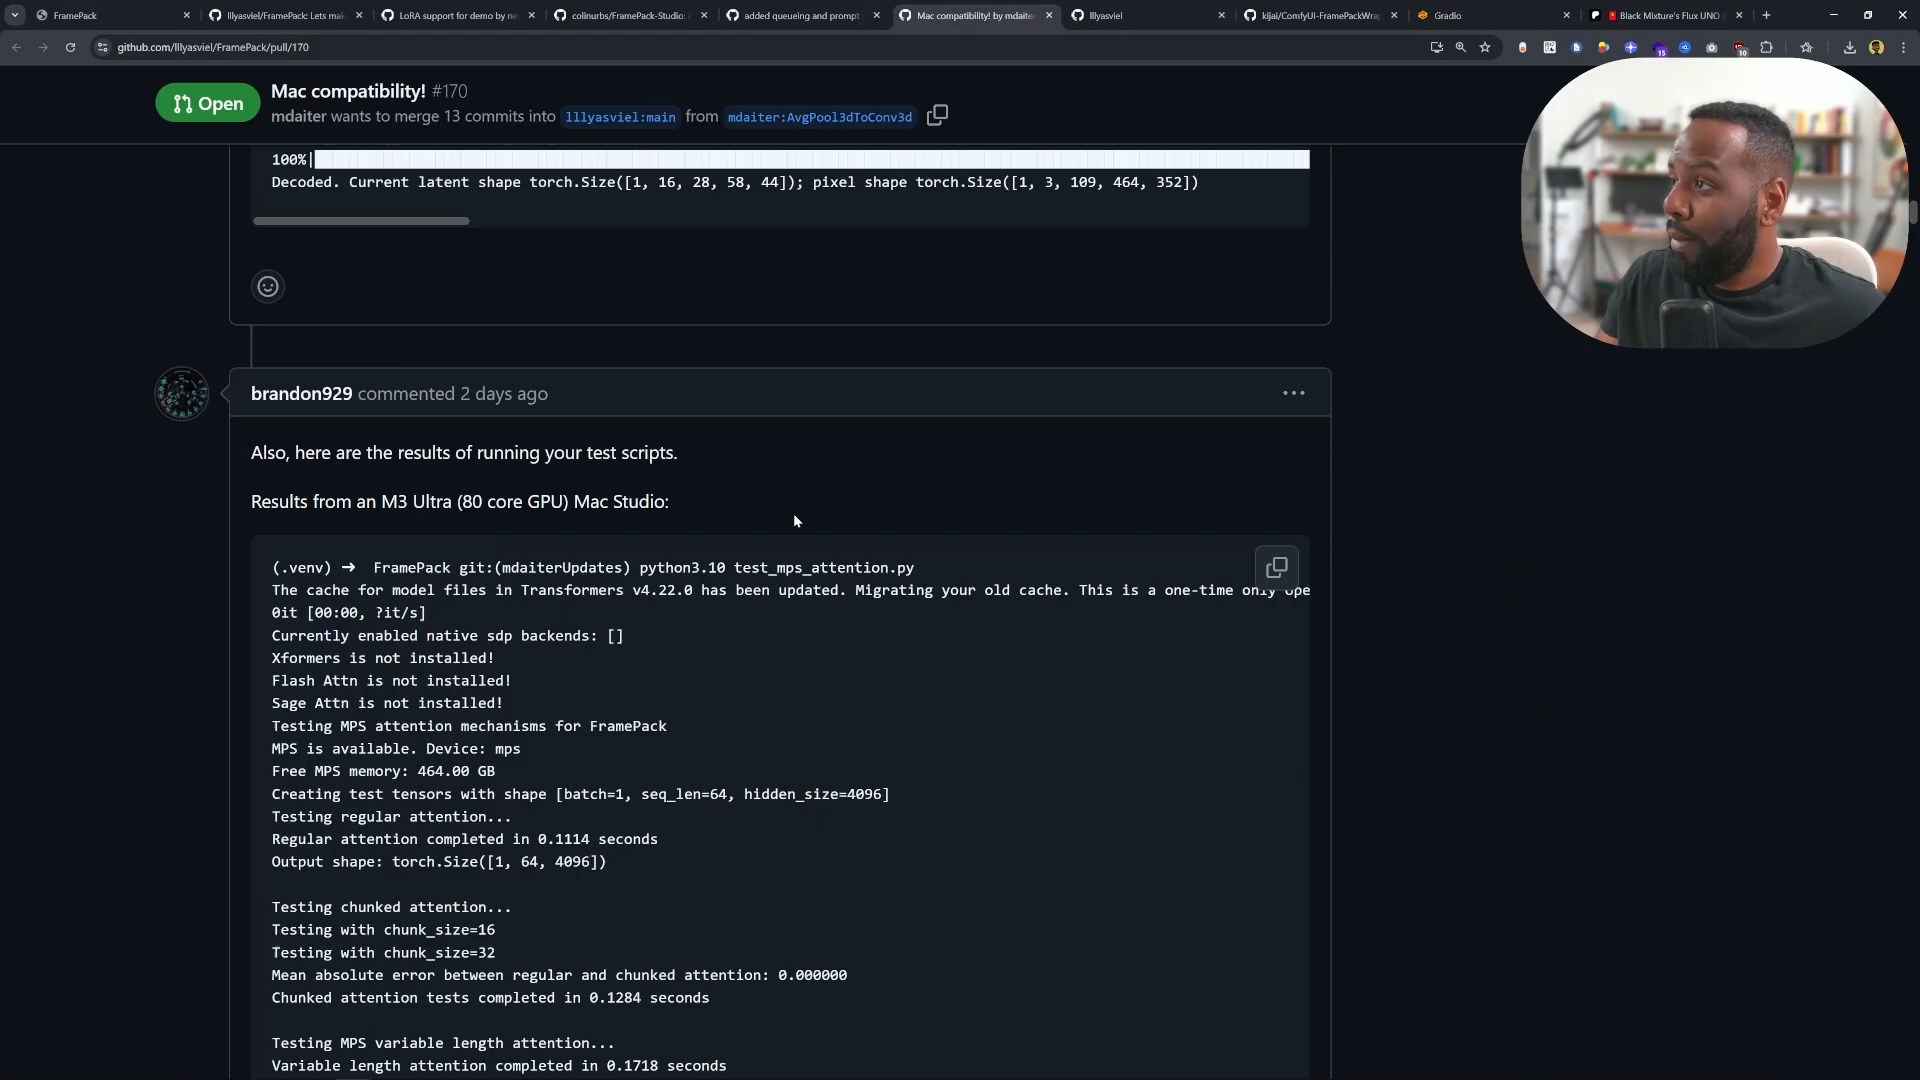 FramePack
lllyasviel/FramePack: Lets mak
LoRA support for demo by ne
colinurbs/FramePack-Studio:
added queueing and prompt
Mac compatibility! by mdaiter
lllyasviel
kijai/ComfyUI-FramePackWra
Gradio
Black Mixture's Flux UNO
github.com/lllyasviel/FramePack/pull/170
15
10
Open
Mac compatibility! #170
mdaiter wants to merge 13 commits into lllyasviel:main from mdaiter:AvgPool3dToConv3d
100%|
Decoded. Current latent shape torch.Size([1, 16, 28, 58, 44]); pixel shape torch.Size([1, 3, 109, 464, 352])
brandon929 commented 2 days ago
Also, here are the results of running your test scripts.
Results from an M3 Ultra (80 core GPU) Mac Studio:
(.venv) ➜  FramePack git:(mdaiterUpdates) python3.10 test_mps_attention.py
The cache for model files in Transformers v4.22.0 has been updated. Migrating your old cache. This is a one-time only ope
0it [00:00, ?it/s]
Currently enabled native sdp backends: []
Xformers is not installed!
Flash Attn is not installed!
Sage Attn is not installed!
Testing MPS attention mechanisms for FramePack
MPS is available. Device: mps
Free MPS memory: 464.00 GB
Creating test tensors with shape [batch=1, seq_len=64, hidden_size=4096]
Testing regular attention...
Regular attention completed in 0.1114 seconds
Output shape: torch.Size([1, 64, 4096])
Testing chunked attention...
Testing with chunk_size=16
Testing with chunk_size=32
Mean absolute error between regular and chunked attention: 0.000000
Chunked attention tests completed in 0.1284 seconds
Testing MPS variable length attention...
Variable length attention completed in 0.1718 seconds